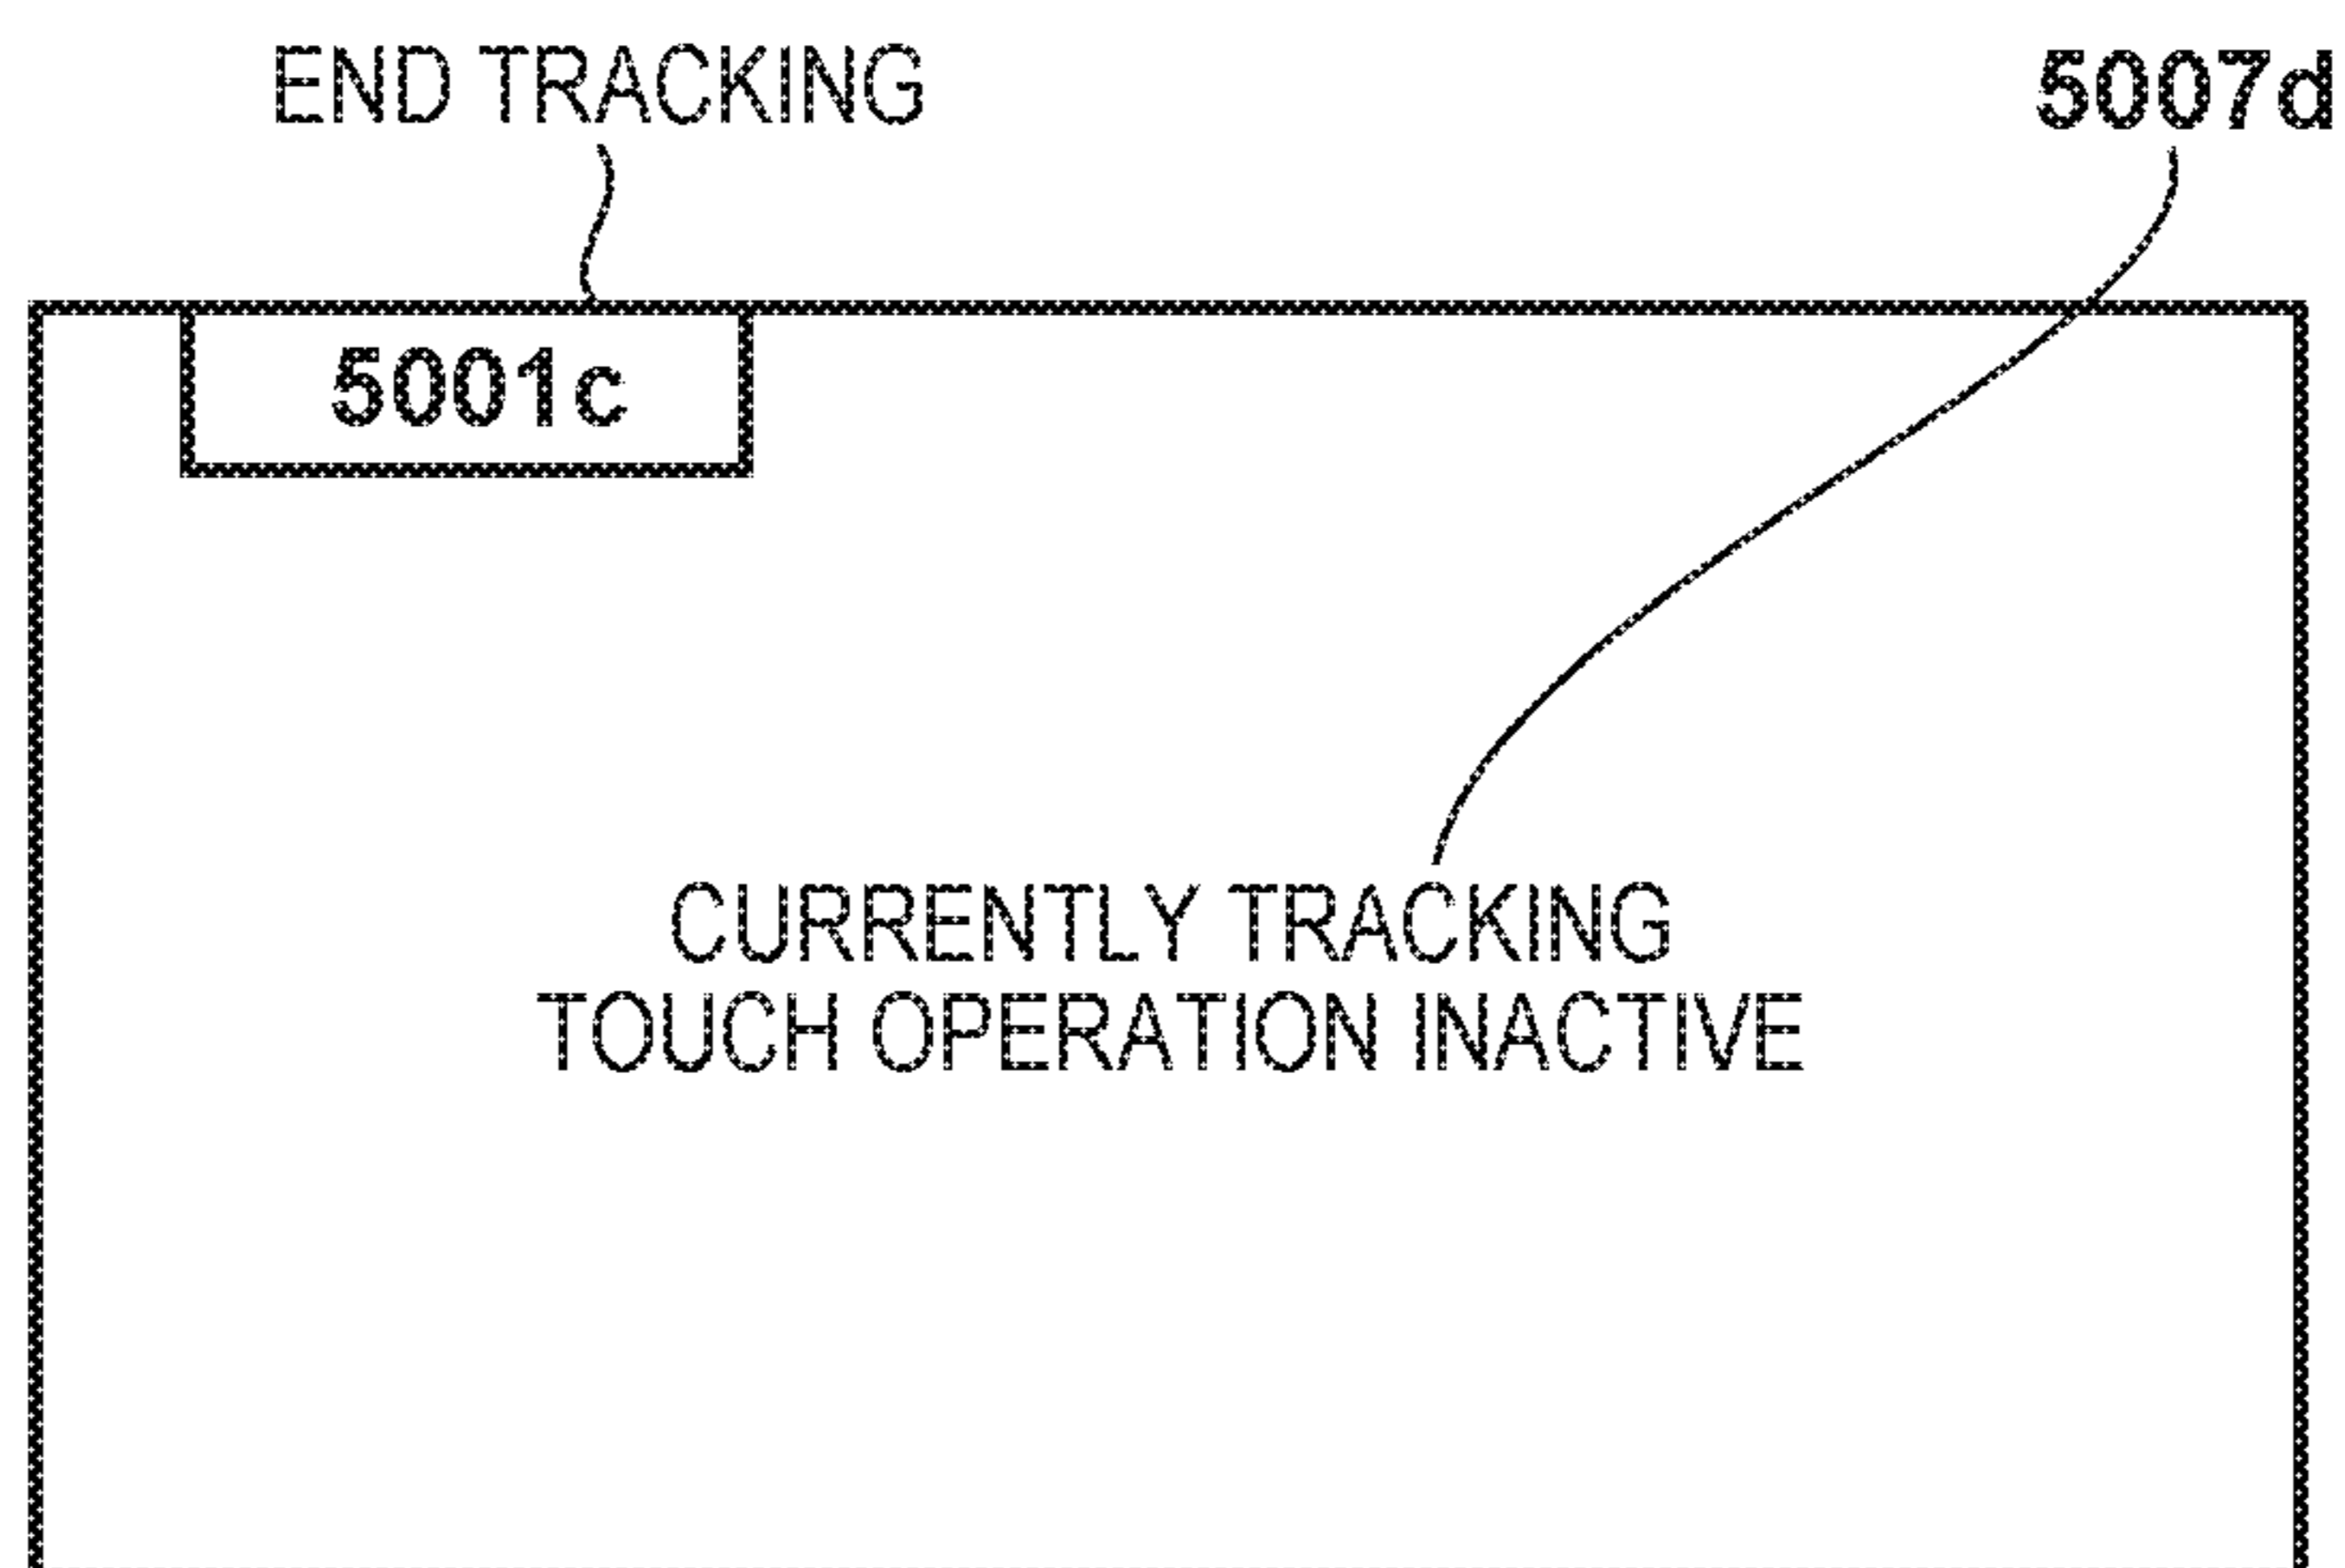 END TRACKING
5007d
5001c
CURRENTLY TRACKING
TOUCH OPERATION INACTIVE